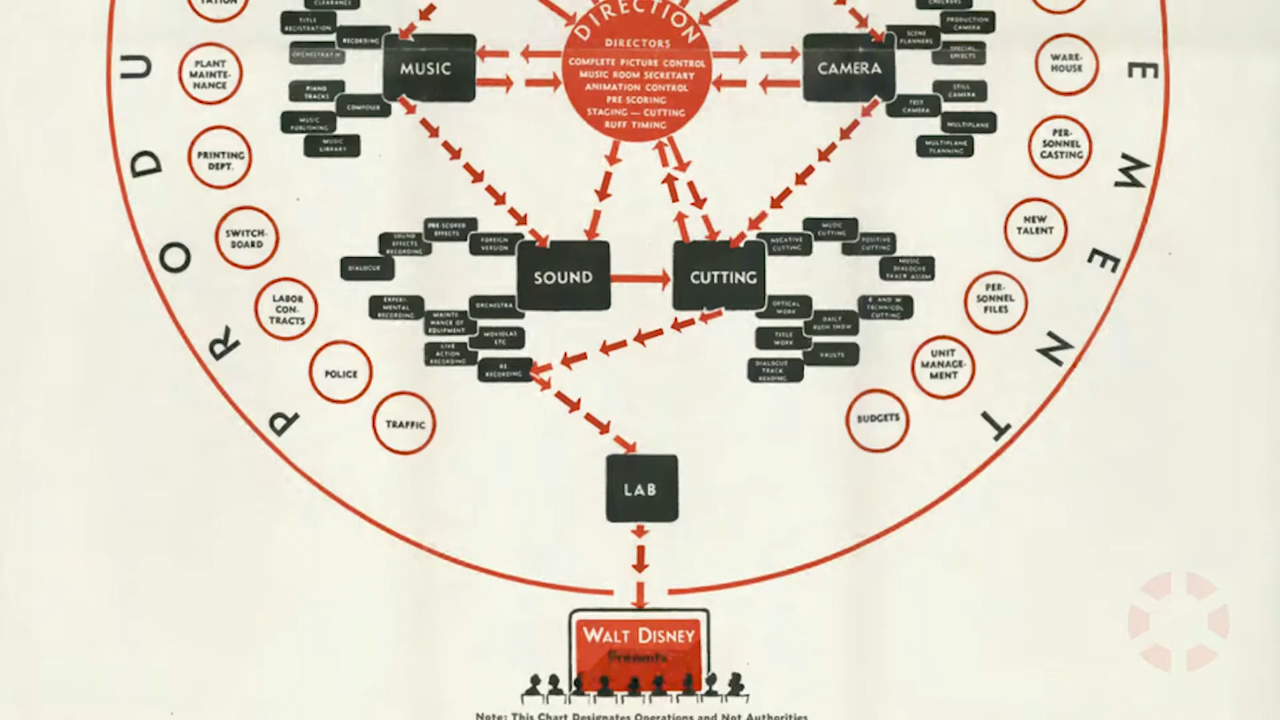 TATION
CLEARANCE
TITLE
REGISTRATION
RECORDING
MUSIC
PIANO
TRACKS
COMPOSER
MUSIC
PUBLISHING
MUSIC
LIBRARY
DIRECTION
DIRECTORS
COMPLETE PICTURE CONTROL
MUSIC ROOM SECRETARY
ANIMATION CONTROL
PRE-SCORING
STAGING — CUTTING
RUFF TIMING
CAMERA
CHECKERS
PRODUCTION
CAMERA
SCENE
PLANNERS
SPECIAL
EFFECTS
STILL
CAMERA
TEST
CAMERA
MULTIPLANE
MULTIPLANE
PLANNING
PLANT
MAINTE-
NANCE
PRINTING
DEPT.
SWITCH-
BOARD
LABOR
CON-
TRACTS
POLICE
TRAFFIC
WARE-
HOUSE
PER-
SONNEL
CASTING
NEW
TALENT
PER-
SONNEL
FILES
UNIT
MANAGE-
MENT
BUDGETS
PRE-SCORED
EFFECTS
SOUND
EFFECTS
RECORDING
FOREIGN
VERSION
DIALOGUE
SOUND
EXPERI-
MENTAL
RECORDING
ORCHESTRA
MAINTE-
NANCE OF
EQUIPMENT
MOVIOLAS
ETC
LIVE
ACTION
RECORDING
RE
RECORDING
CUTTING
MUSIC
CUTTING
NEGATIVE
CUTTING
POSITIVE
CUTTING
MUSIC
DIALOGUE
TRACK ASSEM
OPTICAL
WORK
B AND W
TECHNICOL
CUTTING
DAILY
RUSH SHOW
TITLE
WORK
VAULTS
DIALOGUE
TRACK
READING
LAB
P R O D U
E M E N T
WALT DISNEY
Presents
Note: This Chart Designates Operations and Not Authorities